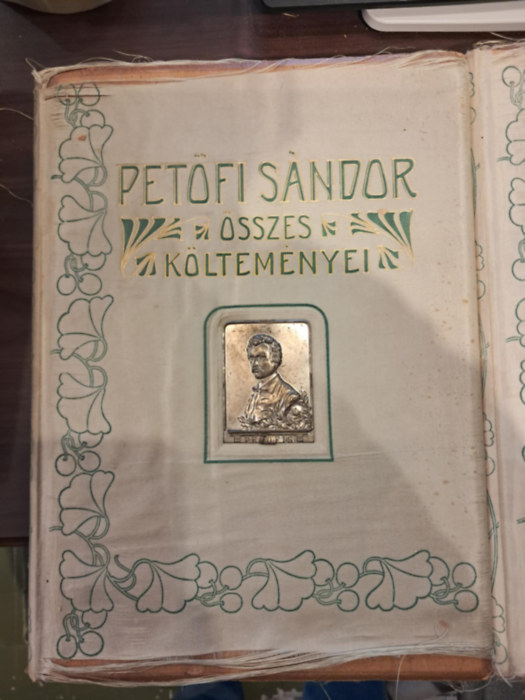 PETŐFI SÁNDOR
ÖSSZES
KÖLTEMÉNYEI